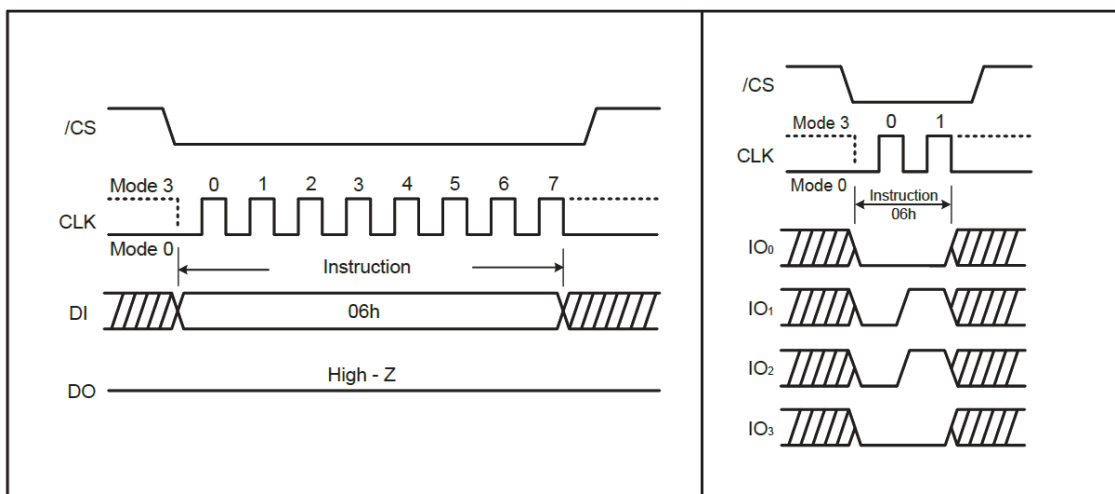 /CS
Mode 3 0 1 2 3 4 5 6 7
CLK
Mode 0
Instruction
DI 06h
High - Z
DO
/CS
Mode 3 0 1
CLK
Mode 0 Instruction
06h
IO₀
IO₁
IO₂
IO₃